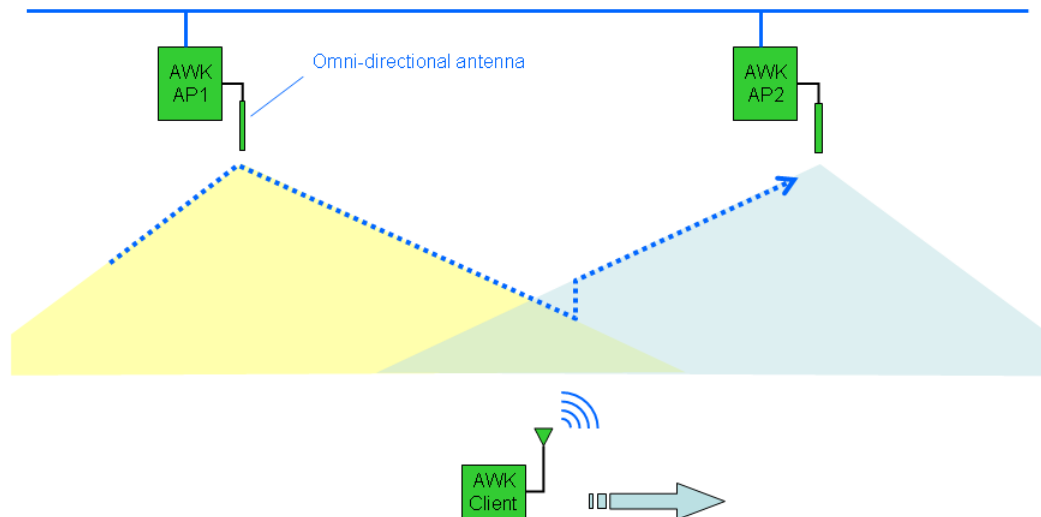 AWK
AP1
Omni-directional antenna
AWK
AP2
AWK
Client